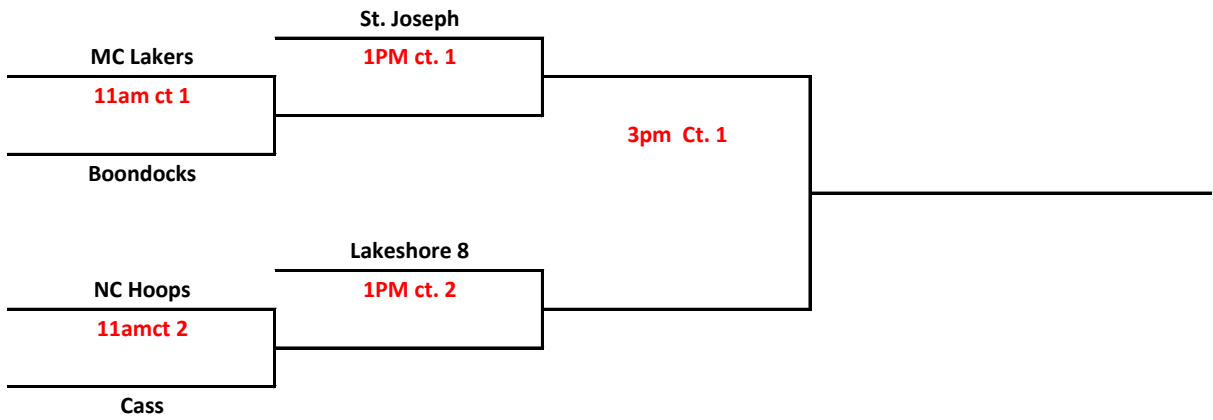 St. Joseph
MC Lakers
1PM ct. 1
11am ct 1
3pm  Ct. 1
Boondocks
Lakeshore 8
NC Hoops
1PM ct. 2
11amct 2
Cass